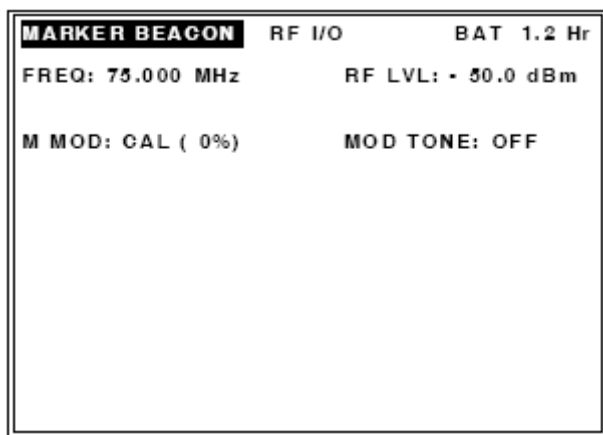 MARKER BEACON RF I/O BAT 1.2 Hr
FREQ: 75.000 MHz RF LVL: - 50.0 dBm
M MOD: CAL ( 0%) MOD TONE: OFF